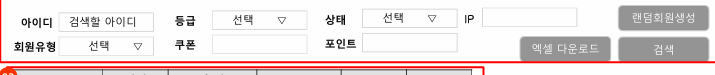 아이디 검색할 아이디 등급 선택 ▽ 상태 선택 ▽ IP 랜덤회원생성
회원유형 선택 ▽ 쿠폰 포인트 엑셀 다운로드 검색